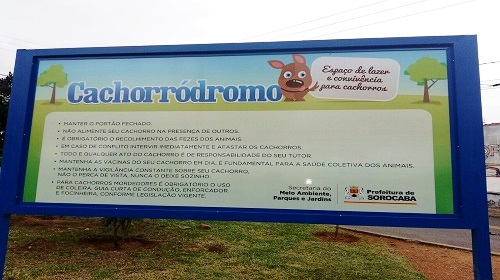 Cachorródromo
Espaço de lazer
e convivência
para cachorros
• MANTER O PORTÃO FECHADO.
• NÃO ALIMENTE SEU CACHORRO NA PRESENÇA DE OUTROS.
• É OBRIGATÓRIO O RECOLHIMENTO DAS FEZES DOS ANIMAIS.
• EM CASO DE CONFLITO INTERVIR IMEDIATAMENTE E AFASTAR OS CACHORROS.
• TODO E QUALQUER ATO DO CACHORRO É DE RESPONSABILIDADE DO SEU TUTOR.
• MANTENHA AS VACINAS DO SEU CACHORRO EM DIA, É FUNDAMENTAL PARA A SAÚDE COLETIVA DOS ANIMAIS.
• MANTENHA A VIGILÂNCIA CONSTANTE SOBRE SEU CACHORRO,
NÃO O PERCA DE VISTA, NUNCA O DEIXE SOZINHO.
• PARA CACHORROS MORDEDORES É OBRIGATÓRIO O USO
DE COLEIRA, GUIA CURTA DE CONDUÇÃO, ENFORCADOR
E FOCINHEIRA, CONFORME LEGISLAÇÃO VIGENTE.
Secretaria do
Meio Ambiente,
Parques e Jardins
Prefeitura de
SOROCABA